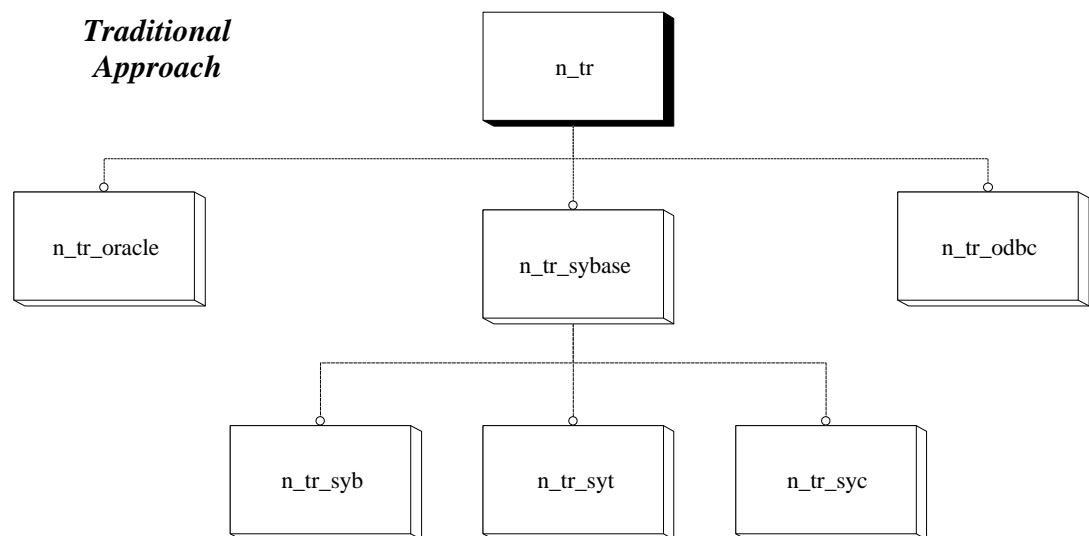 Traditional
Approach
n_tr
n_tr_oracle
n_tr_sybase
n_tr_odbc
n_tr_syb
n_tr_syt
n_tr_syc